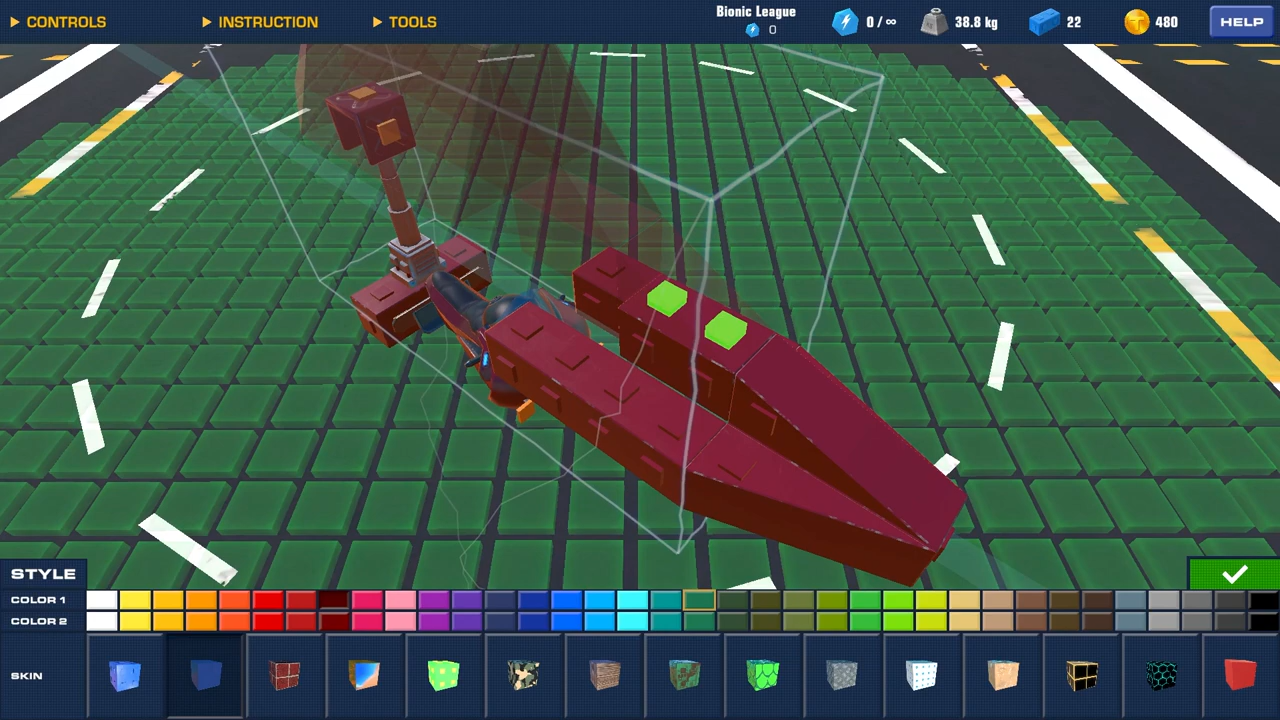 CONTROLS
INSTRUCTION
TOOLS
Bionic League
0
0 / ∞
38.8 kg
22
480
HELP
STYLE
COLOR 1
COLOR 2
SKIN